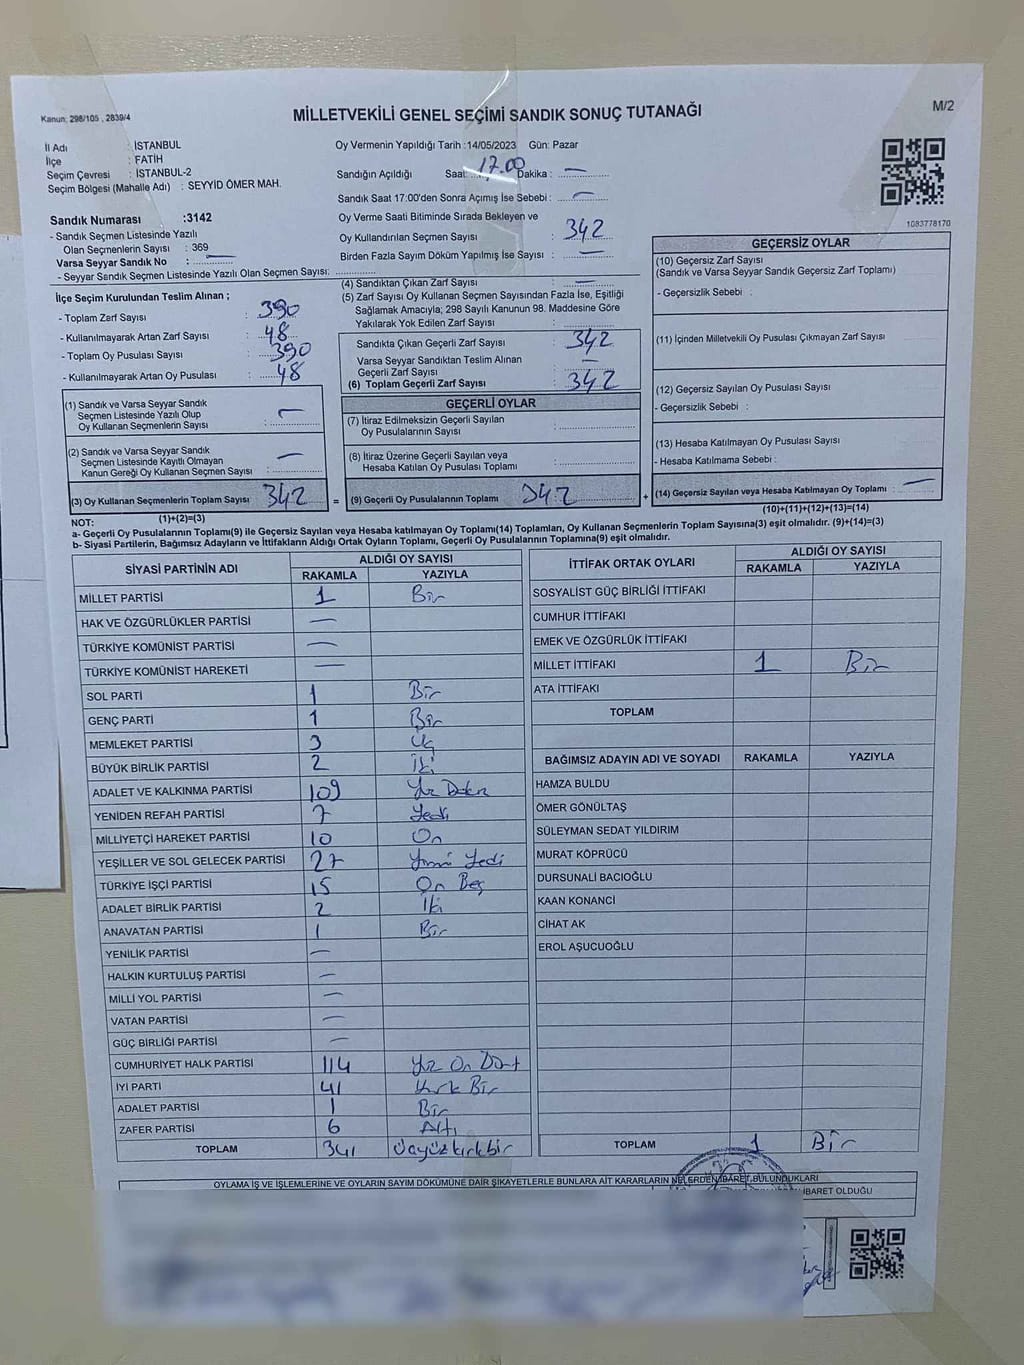 Kanun: 298/105 , 2839/4
MİLLETVEKİLİ GENEL SEÇİMİ SANDIK SONUÇ TUTANAĞI
M/2
İl Adı : İSTANBUL
İlçe : FATİH
Seçim Çevresi : İSTANBUL-2
Seçim Bölgesi (Mahalle Adı) : SEYYİD ÖMER MAH.
Sandık Numarası :3142
- Sandık Seçmen Listesinde Yazılı
Olan Seçmenlerin Sayısı : 369
Varsa Seyyar Sandık No : —
- Seyyar Sandık Seçmen Listesinde Yazılı Olan Seçmen Sayısı:
Oy Vermenin Yapıldığı Tarih :14/05/2023 Gün: Pazar
Sandığın Açıldığı Saat: 17.00 Dakika : —
Sandık Saat 17:00'den Sonra Açımış İse Sebebi : —
Oy Verme Saati Bitiminde Sırada Bekleyen ve
Oy Kullandırılan Seçmen Sayısı : 342
Birden Fazla Sayım Döküm Yapılmış İse Sayısı : —
1083778170
İlçe Seçim Kurulundan Teslim Alınan ;
- Toplam Zarf Sayısı : 390
- Kullanılmayarak Artan Zarf Sayısı : 48
- Toplam Oy Pusulası Sayısı : 390
- Kullanılmayarak Artan Oy Pusulası : 48
(1) Sandık ve Varsa Seyyar Sandık
Seçmen Listesinde Yazılı Olup
Oy Kullanan Seçmenlerin Sayısı : —
(2) Sandık ve Varsa Seyyar Sandık
Seçmen Listesinde Kayıtlı Olmayan
Kanun Gereği Oy Kullanan Seçmen Sayısı : —
(3) Oy Kullanan Seçmenlerin Toplam Sayısı 342 =
(1)+(2)=(3)
(4) Sandıktan Çıkan Zarf Sayısı : —
(5) Zarf Sayısı Oy Kullanan Seçmen Sayısından Fazla İse, Eşitliği
Sağlamak Amacıyla; 298 Sayılı Kanunun 98. Maddesine Göre
Yakılarak Yok Edilen Zarf Sayısı :
Sandıkta Çıkan Geçerli Zarf Sayısı : 342
Varsa Seyyar Sandıktan Teslim Alınan
Geçerli Zarf Sayısı : —
(6) Toplam Geçerli Zarf Sayısı : 342
GEÇERLİ OYLAR
(7) İtiraz Edilmeksizin Geçerli Sayılan
Oy Pusulalarının Sayısı :
(8) İtiraz Üzerine Geçerli Sayılan veya
Hesaba Katılan Oy Pusulası Toplamı :
(9) Geçerli Oy Pusulalarının Toplamı 342 +
GEÇERSİZ OYLAR
(10) Geçersiz Zarf Sayısı
(Sandık ve Varsa Seyyar Sandık Geçersiz Zarf Toplamı)
- Geçersizlik Sebebi :
(11) İçinden Milletvekili Oy Pusulası Çıkmayan Zarf Sayısı
(12) Geçersiz Sayılan Oy Pusulası Sayısı
- Geçersizlik Sebebi :
(13) Hesaba Katılmayan Oy Pusulası Sayısı
- Hesaba Katılmama Sebebi :
(14) Geçersiz Sayılan veya Hesaba Katılmayan Oy Toplamı : —
(10)+(11)+(12)+(13)=(14)
NOT:
a- Geçerli Oy Pusulalarının Toplamı(9) ile Geçersiz Sayılan veya Hesaba katılmayan Oy Toplamı(14) Toplamları, Oy Kullanan Seçmenlerin Toplam Sayısına(3) eşit olmalıdır. (9)+(14)=(3)
b- Siyasi Partilerin, Bağımsız Adayların ve İttifakların Aldığı Ortak Oyların Toplamı, Geçerli Oy Pusulalarının Toplamına(9) eşit olmalıdır.
SİYASİ PARTİNİN ADI ALDIĞI OY SAYISI
RAKAMLA YAZIYLA
MİLLET PARTİSİ 1 Bir
HAK VE ÖZGÜRLÜKLER PARTİSİ —
TÜRKİYE KOMÜNİST PARTİSİ —
TÜRKİYE KOMÜNİST HAREKETİ —
SOL PARTİ 1 Bir
GENÇ PARTİ 1 Bir
MEMLEKET PARTİSİ 3 Üç
BÜYÜK BİRLİK PARTİSİ 2 İki
ADALET VE KALKINMA PARTİSİ 109 Yüz Dokuz
YENİDEN REFAH PARTİSİ 7 Yedi
MİLLİYETÇİ HAREKET PARTİSİ 10 On
YEŞİLLER VE SOL GELECEK PARTİSİ 27 Yirmi Yedi
TÜRKİYE İŞÇİ PARTİSİ 15 On Beş
ADALET BİRLİK PARTİSİ 2 İki
ANAVATAN PARTİSİ 1 Bir
YENİLİK PARTİSİ —
HALKIN KURTULUŞ PARTİSİ —
MİLLİ YOL PARTİSİ —
VATAN PARTİSİ —
GÜÇ BİRLİĞİ PARTİSİ —
CUMHURİYET HALK PARTİSİ 114 Yüz On Dört
İYİ PARTİ 41 Kırk Bir
ADALET PARTİSİ 1 Bir
ZAFER PARTİSİ 6 Altı
TOPLAM 341 Üçyüzkırkbir
İTTİFAK ORTAK OYLARI ALDIĞI OY SAYISI
RAKAMLA YAZIYLA
SOSYALİST GÜÇ BİRLİĞİ İTTİFAKI
CUMHUR İTTİFAKI
EMEK VE ÖZGÜRLÜK İTTİFAKI
MİLLET İTTİFAKI 1 Bir
ATA İTTİFAKI
TOPLAM
BAĞIMSIZ ADAYIN ADI VE SOYADI RAKAMLA YAZIYLA
HAMZA BULDU
ÖMER GÖNÜLTAŞ
SÜLEYMAN SEDAT YILDIRIM
MURAT KÖPRÜCÜ
DURSUNALİ BACIOĞLU
KAAN KONANCİ
CİHAT AK
EROL AŞUCUOĞLU
TOPLAM 1 Bir
OYLAMA İŞ VE İŞLEMLERİNE VE OYLARIN SAYIM DÖKÜMÜNE DAİR ŞİKAYETLERLE BUNLARA AİT KARARLARIN NELERDEN İBARET BULUNDUKLARI
İBARET OLDUĞU